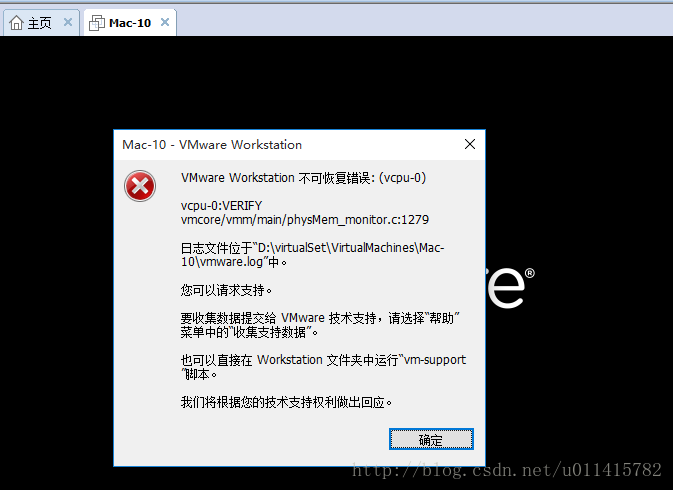 主页
Mac-10
Mac-10 - VMware Workstation
VMware Workstation 不可恢复错误: (vcpu-0)
vcpu-0:VERIFY
vmcore/vmm/main/physMem_monitor.c:1279
日志文件位于“D:\virtualSet\VirtualMachines\Mac-
10\vmware.log”中。
您可以请求支持。
要收集数据提交给 VMware 技术支持，请选择“帮助”
菜单中的“收集支持数据”。
也可以直接在 Workstation 文件夹中运行“vm-support
”脚本。
我们将根据您的技术支持权利做出回应。
确定
re®
http://blog.csdn.net/u011415782